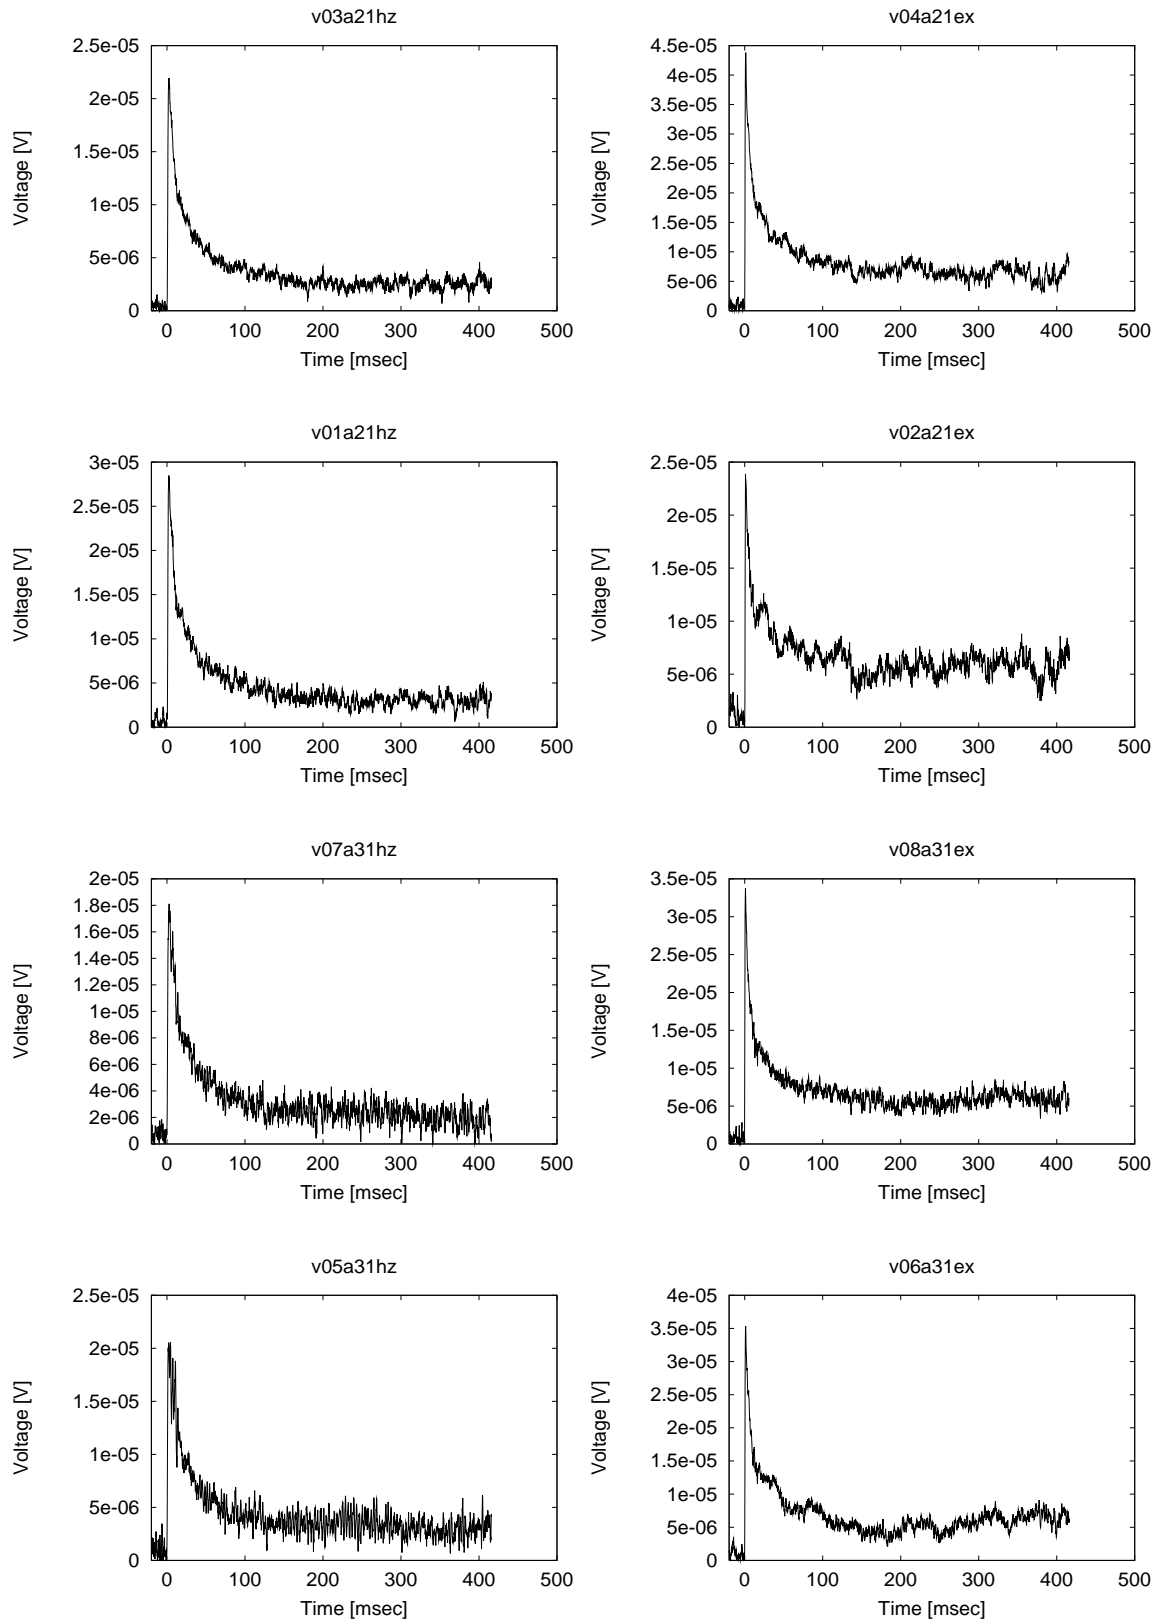 v03a21hz
2.5e-05
2e-05
1.5e-05
1e-05
5e-06
0
0 100 200 300 400 500
Voltage [V]
Time [msec]
v04a21ex
4.5e-05
4e-05
3.5e-05
3e-05
2.5e-05
2e-05
1.5e-05
1e-05
5e-06
0
0 100 200 300 400 500
Voltage [V]
Time [msec]
v01a21hz
3e-05
2.5e-05
2e-05
1.5e-05
1e-05
5e-06
0
0 100 200 300 400 500
Voltage [V]
Time [msec]
v02a21ex
2.5e-05
2e-05
1.5e-05
1e-05
5e-06
0
0 100 200 300 400 500
Voltage [V]
Time [msec]
v07a31hz
2e-05
1.8e-05
1.6e-05
1.4e-05
1.2e-05
1e-05
8e-06
6e-06
4e-06
2e-06
0
0 100 200 300 400 500
Voltage [V]
Time [msec]
v08a31ex
3.5e-05
3e-05
2.5e-05
2e-05
1.5e-05
1e-05
5e-06
0
0 100 200 300 400 500
Voltage [V]
Time [msec]
v05a31hz
2.5e-05
2e-05
1.5e-05
1e-05
5e-06
0
0 100 200 300 400 500
Voltage [V]
Time [msec]
v06a31ex
4e-05
3.5e-05
3e-05
2.5e-05
2e-05
1.5e-05
1e-05
5e-06
0
0 100 200 300 400 500
Voltage [V]
Time [msec]